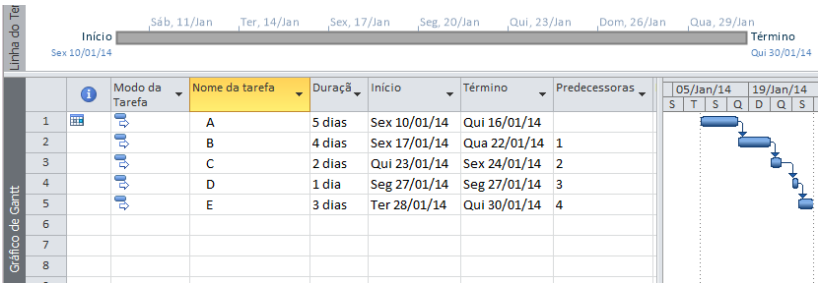 Sáb, 11/Jan Ter, 14/Jan Sex, 17/Jan Seg, 20/Jan Qui, 23/Jan Dom, 26/Jan Qua, 29/Jan
Linha do Ter
Início
Sex 10/01/14
Término
Qui 30/01/14
Modo da Tarefa Nome da tarefa Duraçã Início Término Predecessoras
05/Jan/14 19/Jan/14
S T S Q D Q S
1 A 5 dias Sex 10/01/14 Qui 16/01/14
2 B 4 dias Sex 17/01/14 Qua 22/01/14 1
3 C 2 dias Qui 23/01/14 Sex 24/01/14 2
4 D 1 dia Seg 27/01/14 Seg 27/01/14 3
5 E 3 dias Ter 28/01/14 Qui 30/01/14 4
6
7
8
Gráfico de Gantt